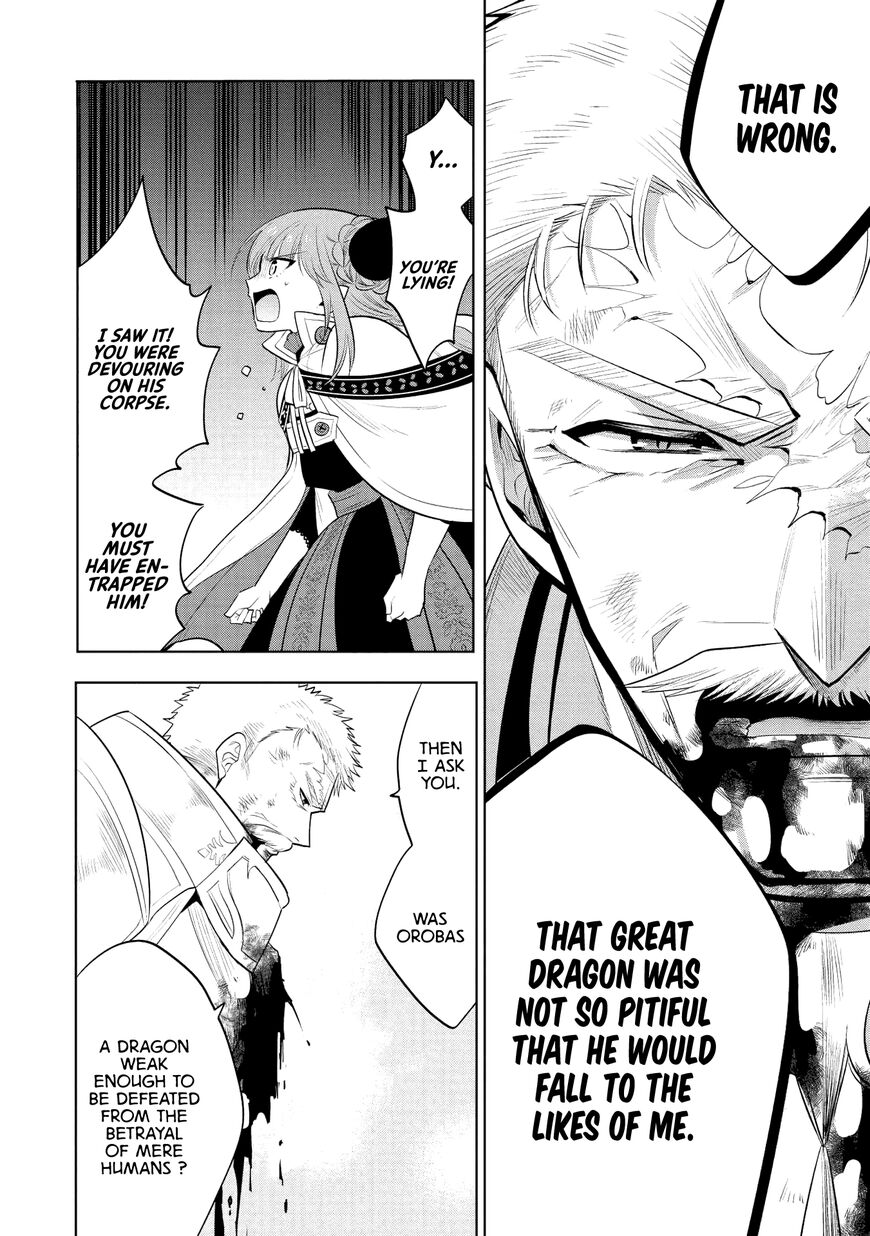 THAT IS
WRONG.
THAT GREAT
DRAGON WAS
NOT SO PITIFUL
THAT HE WOULD
FALL TO THE
LIKES OF ME.
Y...
YOU'RE
LYING!
I SAW IT!
YOU WERE
DEVOURING
ON HIS
CORPSE.
YOU
MUST
HAVE EN-
TRAPPED
HIM!
THEN
I ASK
YOU.
WAS
OROBAS
A DRAGON
WEAK
ENOUGH TO
BE DEFEATED
FROM THE
BETRAYAL
OF MERE
HUMANS ?